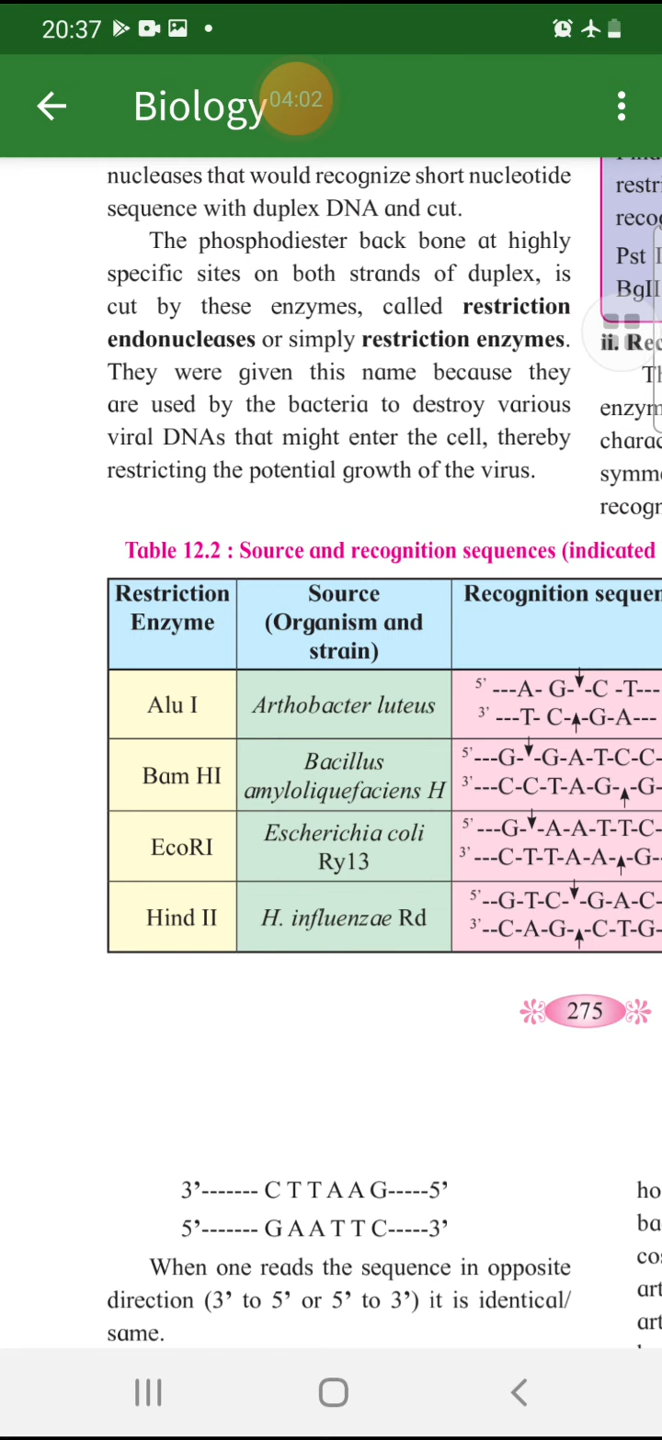 20:37
Biology
04:02
nucleases that would recognize short nucleotide
sequence with duplex DNA and cut.
The phosphodiester back bone at highly
specific sites on both strands of duplex, is
cut by these enzymes, called restriction
endonucleases or simply restriction enzymes.
They were given this name because they
are used by the bacteria to destroy various
viral DNAs that might enter the cell, thereby
restricting the potential growth of the virus.
restr
reco
Pst I
BglI
ii. Rec
Th
enzym
charac
symm
recogn
Table 12.2 : Source and recognition sequences (indicated
Restriction Enzyme
Source (Organism and strain)
Recognition sequen
Alu I
Arthobacter luteus
5' ---A- G- -C -T---
3' ---T- C- -G-A---
Bam HI
Bacillus amyloliquefaciens H
5'---G- -G-A-T-C-C-
3'---C-C-T-A-G- -G-
EcoRI
Escherichia coli Ry13
5' ---G- -A-A-T-T-C-
3' ---C-T-T-A-A- -G-
Hind II
H. influenzae Rd
5'--G-T-C- -G-A-C-
3'--C-A-G- -C-T-G-
275
3’------- C T T A A G-----5’
5’------- G A A T T C-----3’
When one reads the sequence in opposite
direction (3’ to 5’ or 5’ to 3’) it is identical/
same.
ho
ba
co
art
art